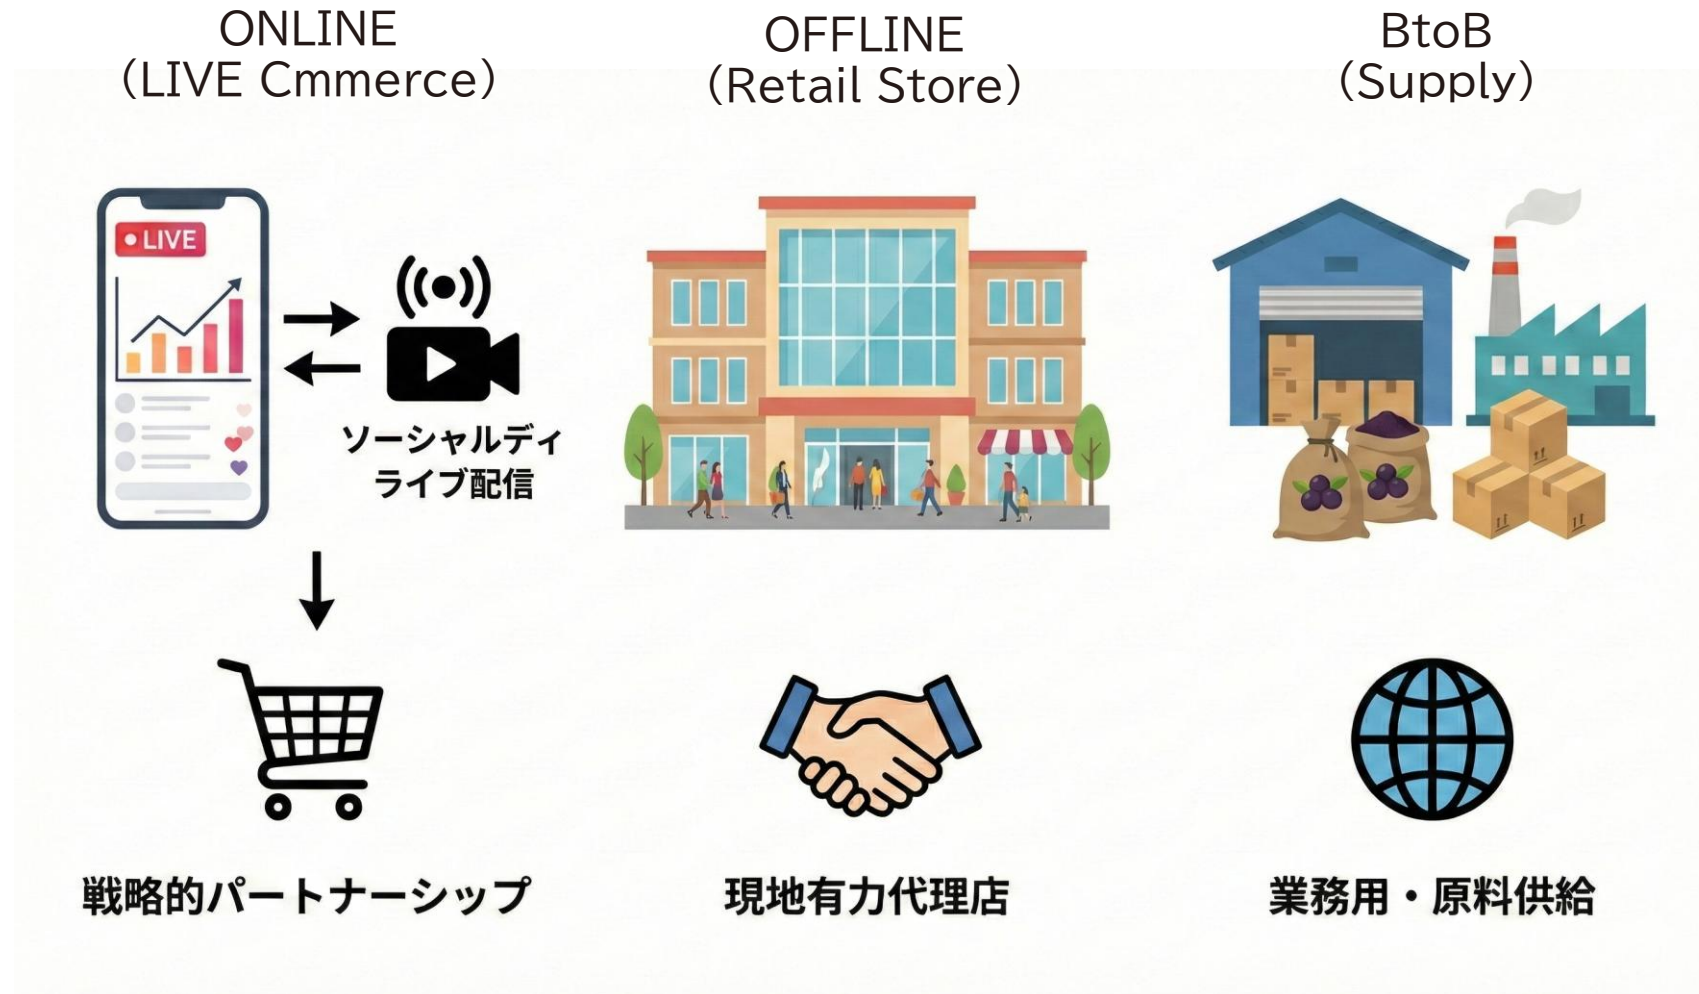 ONLINE
（LIVE Cmmerce）
OFFLINE
（Retail Store）
BtoB
（Supply）
LIVE
ソーシャルディ
ライブ配信
戦略的パートナーシップ
現地有力代理店
業務用・原料供給